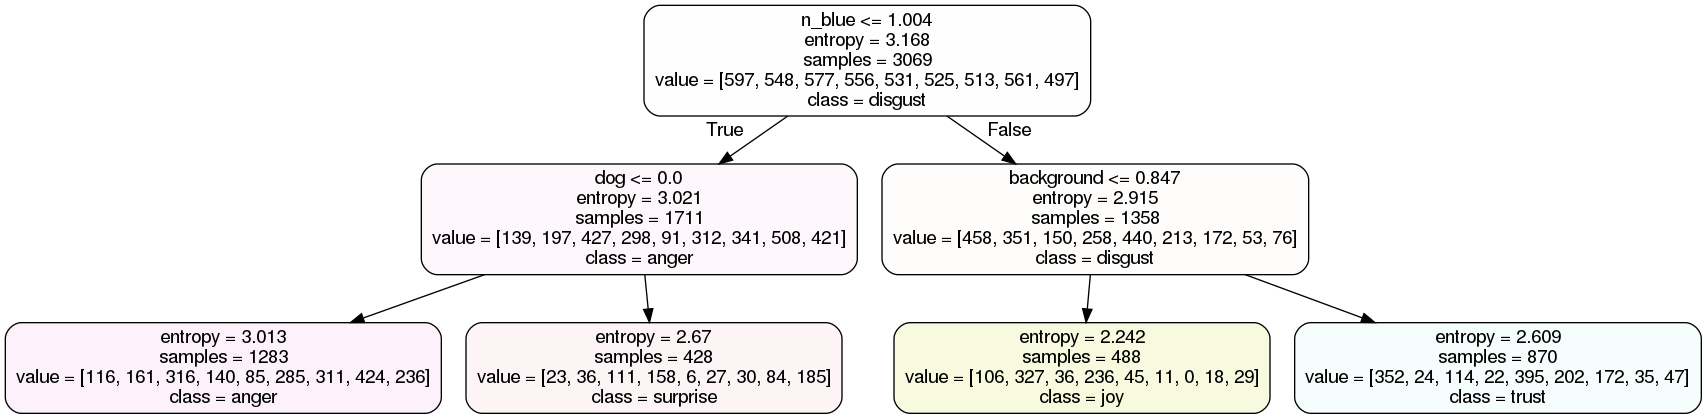 n_blue <= 1.004
entropy = 3.168
samples = 3069
value = [597, 548, 577, 556, 531, 525, 513, 561, 497]
class = disgust
True
False
dog <= 0.0
entropy = 3.021
samples = 1711
value = [139, 197, 427, 298, 91, 312, 341, 508, 421]
class = anger
background <= 0.847
entropy = 2.915
samples = 1358
value = [458, 351, 150, 258, 440, 213, 172, 53, 76]
class = disgust
entropy = 3.013
samples = 1283
value = [116, 161, 316, 140, 85, 285, 311, 424, 236]
class = anger
entropy = 2.67
samples = 428
value = [23, 36, 111, 158, 6, 27, 30, 84, 185]
class = surprise
entropy = 2.242
samples = 488
value = [106, 327, 36, 236, 45, 11, 0, 18, 29]
class = joy
entropy = 2.609
samples = 870
value = [352, 24, 114, 22, 395, 202, 172, 35, 47]
class = trust